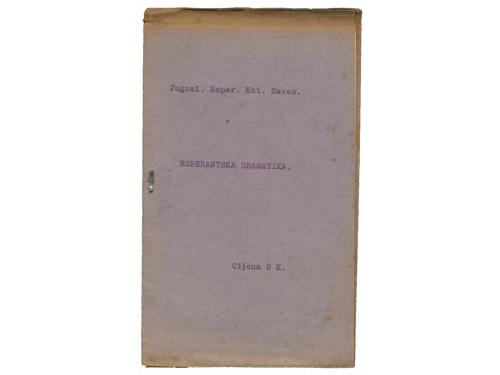 Jugosl. Esper. Kat. Savez.
ESPERANTSKA GRAMATIKA.
Cijena 8 K.